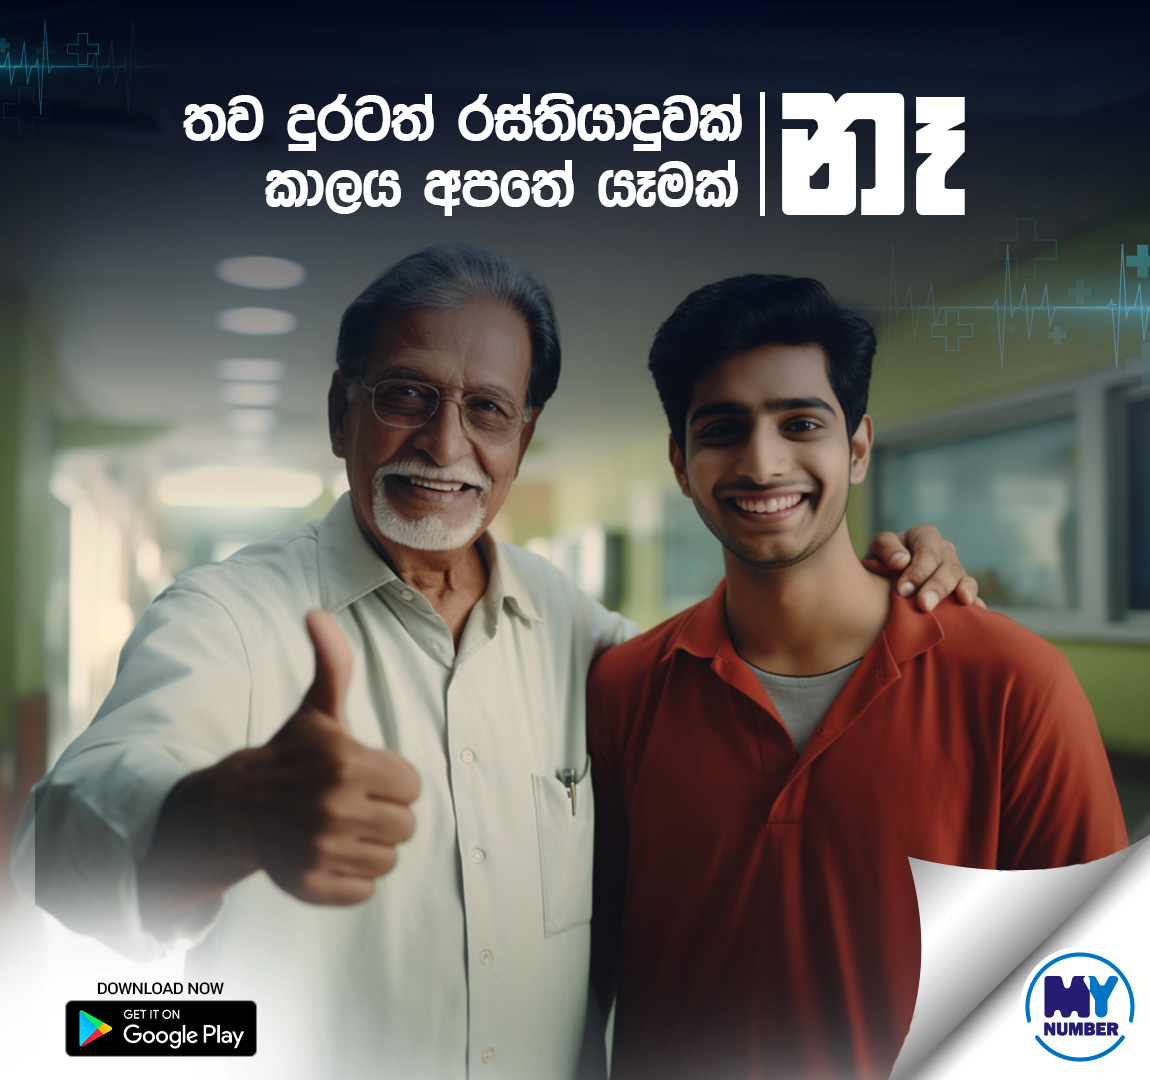 තව දුරටත් රස්තියාදුවක්
කාලය අපතේ යෑමක්
නෑ
DOWNLOAD NOW
GET IT ON
Google Play
MY
NUMBER